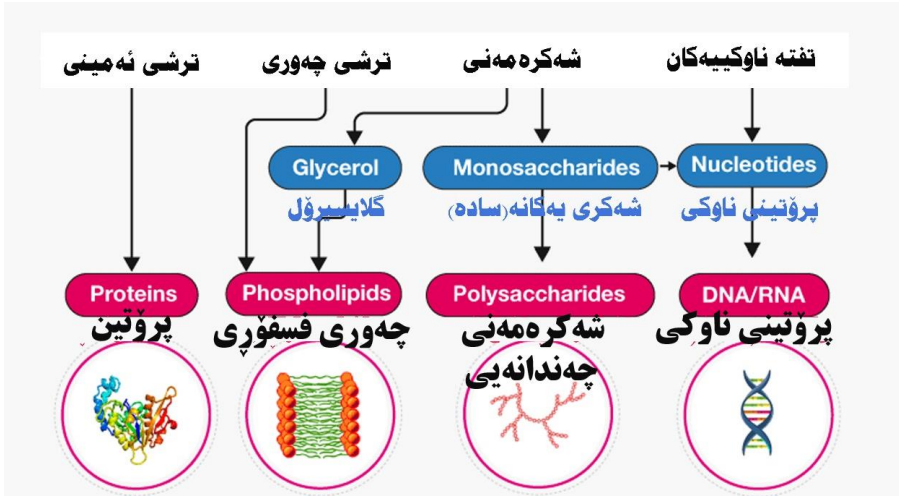 ترشی ئەمینی
ترشی چەوری
شەکرەمەنی
تفتە ناوکییەکان
Glycerol
Monosaccharides
Nucleotides
گلایسیرۆل
شەکری یەکانە(سادە)
پرۆتینی ناوکی
Proteins
Phospholipids
Polysaccharides
DNA/RNA
پرۆتین
چەوری فسفۆڕی
شەکرەمەنی
چەندانەیی
پرۆتینی ناوکی